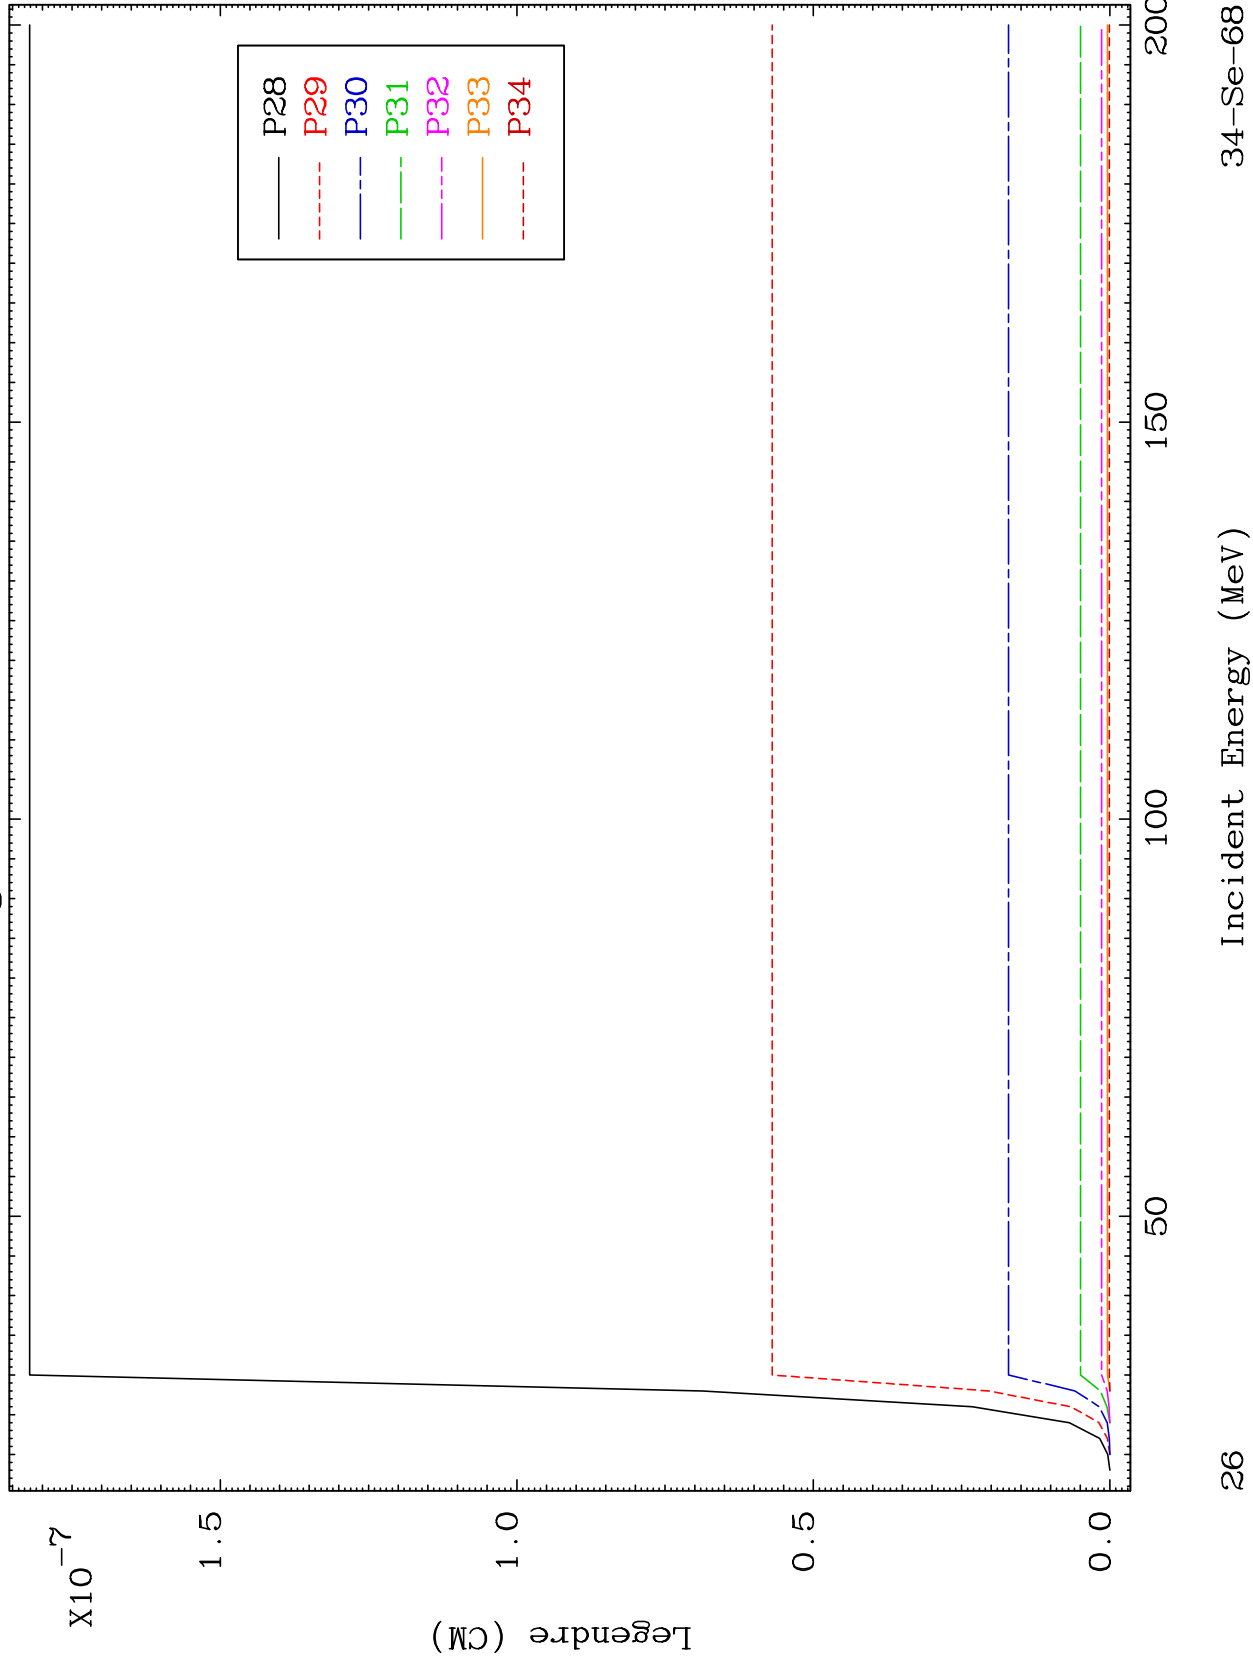 X10-7
1.5
1.0
0.5
0.0
Legendre (CM)
P28
P29
P30
P31
P32
P33
P34
50
100
150
200
Incident Energy (MeV)
26
34-Se-68